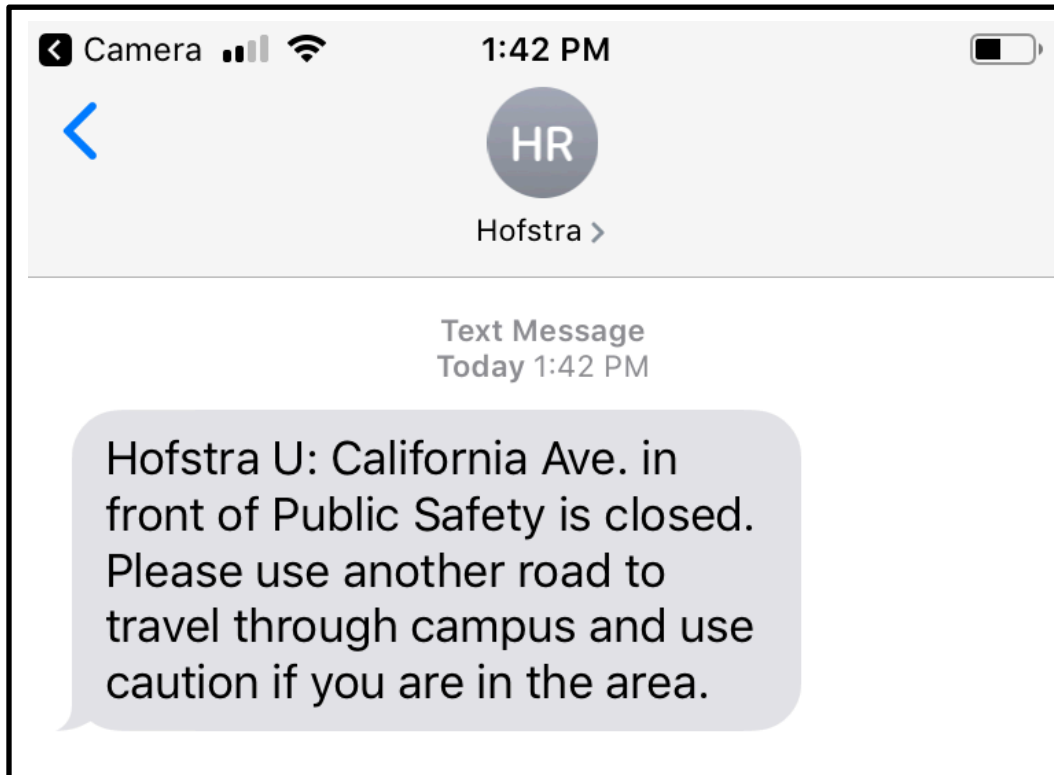 Camera 1:42 PM
HR
Hofstra
Text Message
Today 1:42 PM
Hofstra U: California Ave. in
front of Public Safety is closed.
Please use another road to
travel through campus and use
caution if you are in the area.